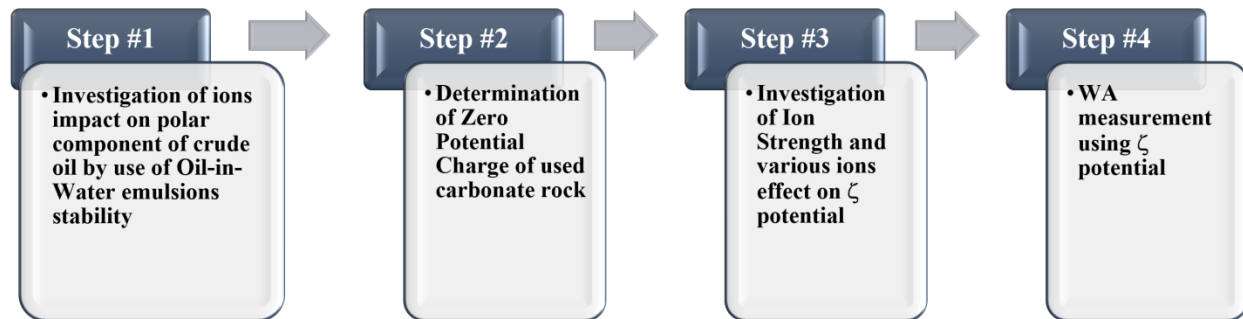 Step #1
• Investigation of ions
impact on polar
component of crude
oil by use of Oil-in-
Water emulsions
stability
Step #2
• Determination
of Zero
Potential
Charge of used
carbonate rock
Step #3
• Investigation
of Ion
Strength and
various ions
effect on ζ
potential
Step #4
• WA
measurement
using ζ
potential